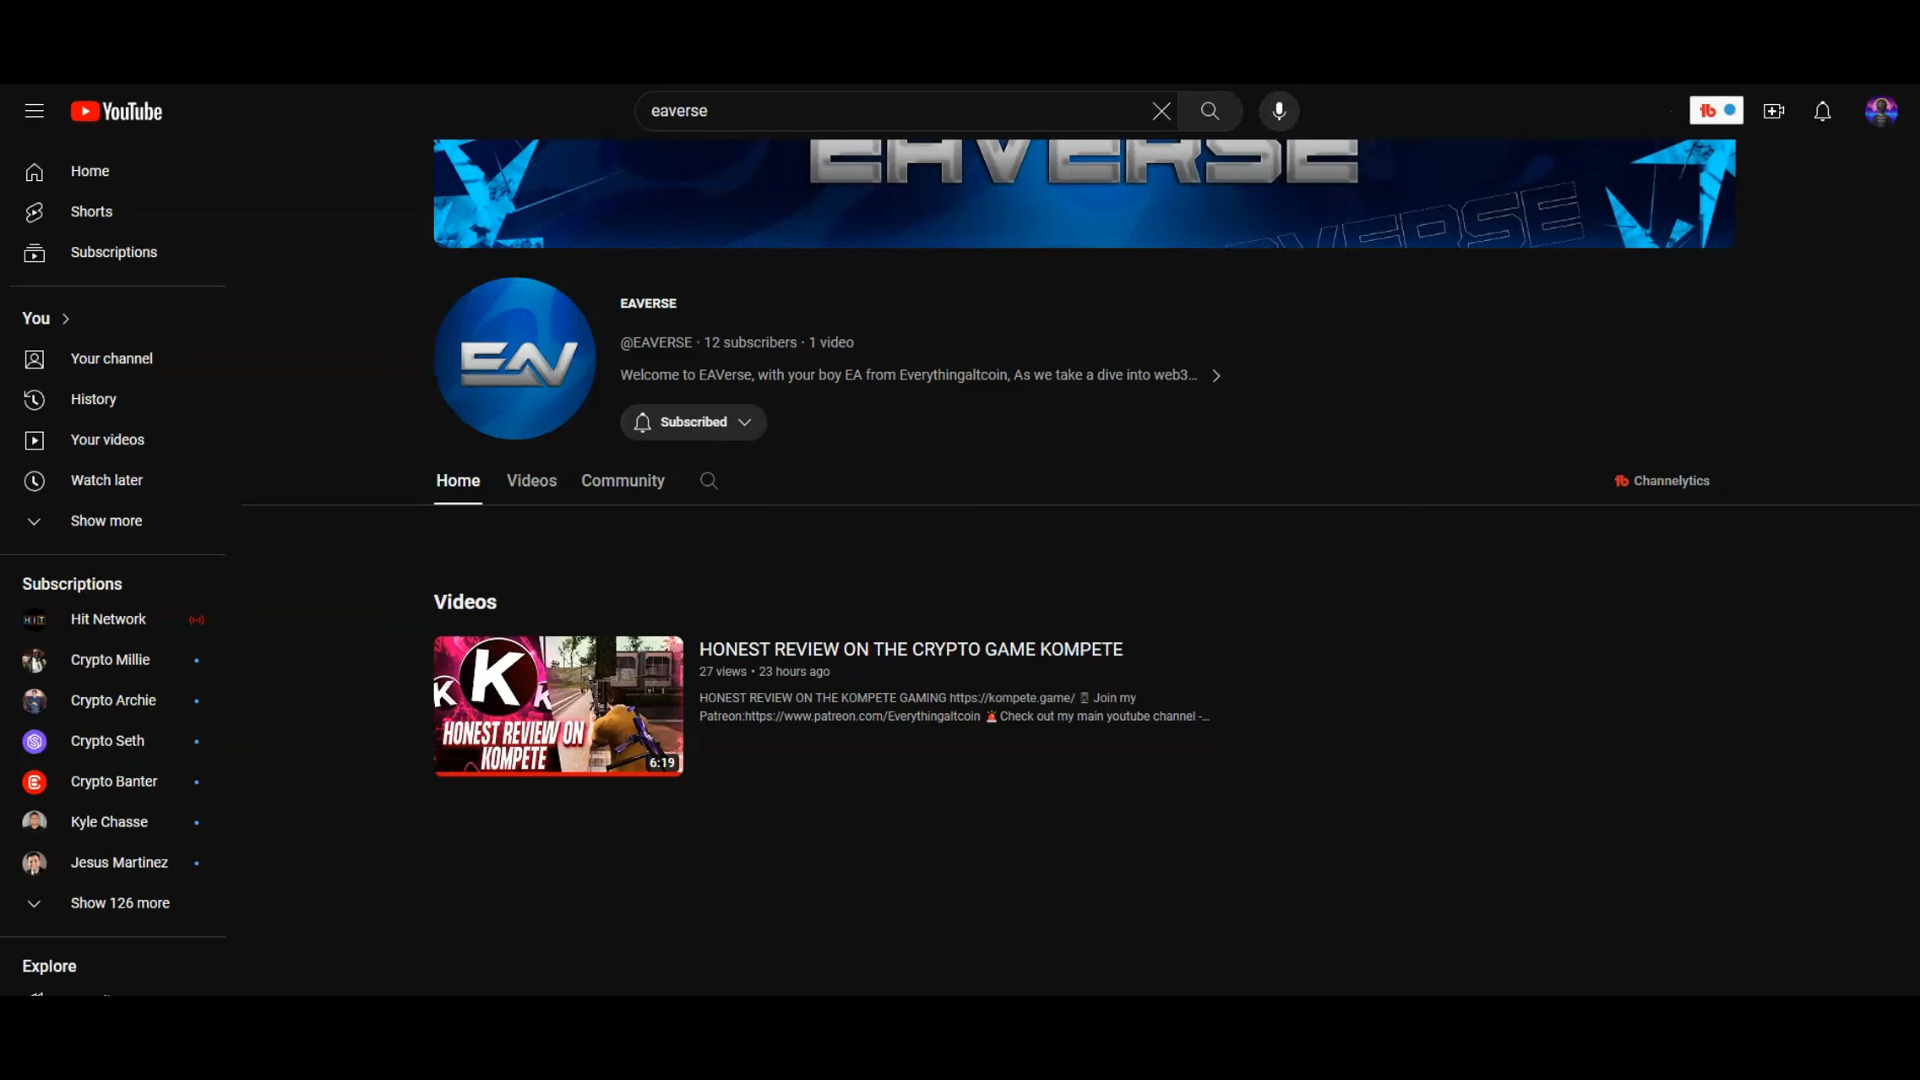 YouTube
eaverse
Home
Shorts
Subscriptions
You
Your channel
History
Your videos
Watch later
Show more
Subscriptions
HIT
Hit Network
Crypto Millie
Crypto Archie
Crypto Seth
Crypto Banter
Kyle Chasse
Jesus Martinez
Show 126 more
Explore
EAVERSE
EAV
EAVERSE
@EAVERSE · 12 subscribers · 1 video
Welcome to EAVerse, with your boy EA from Everythingaltcoin, As we take a dive into web3...
Subscribed
Home
Videos
Community
Channelytics
Videos
K
K
K
HONEST REVIEW ON
KOMPETE
6:19
HONEST REVIEW ON THE CRYPTO GAME KOMPETE
27 views • 23 hours ago
HONEST REVIEW ON THE KOMPETE GAMING https://kompete.game/ 🧵 Join my
Patreon:https://www.patreon.com/Everythingaltcoin 🚨Check out my main youtube channel -...